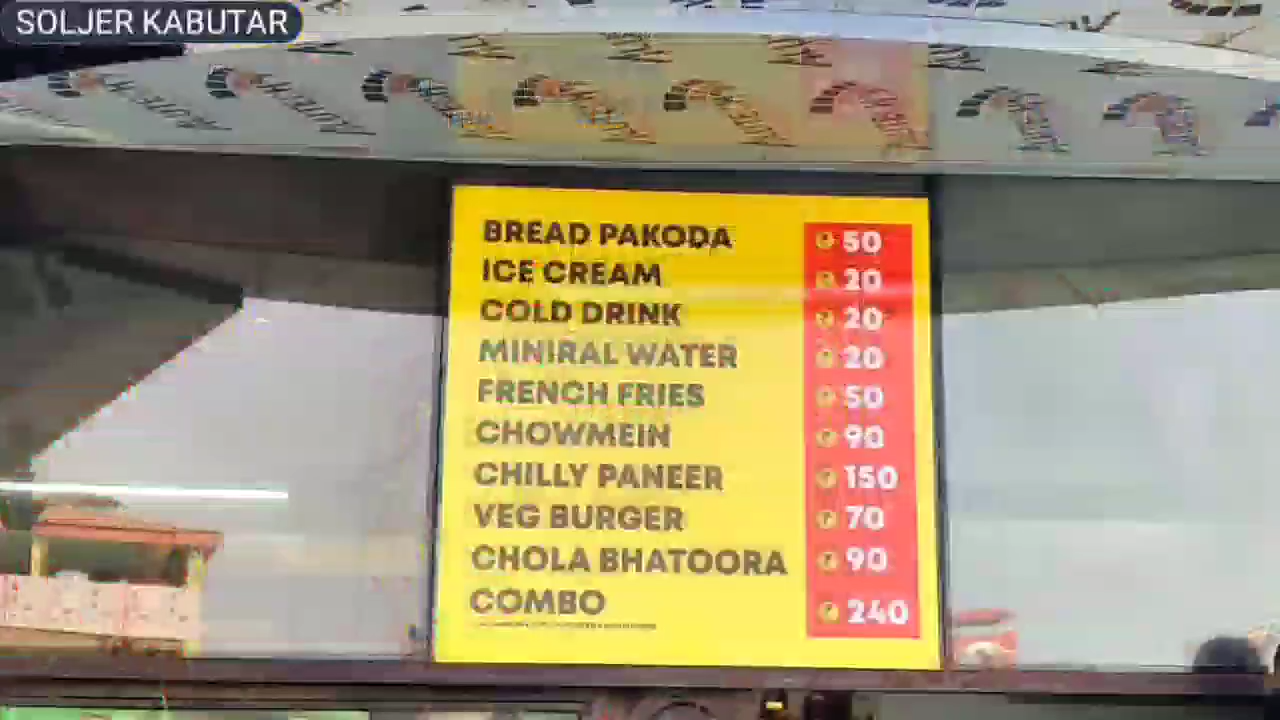 SOLJER KABUTAR
BREAD PAKODA ₹ 50
ICE CREAM ₹ 20
COLD DRINK ₹ 20
MINIRAL WATER ₹ 20
FRENCH FRIES ₹ 50
CHOWMEIN ₹ 90
CHILLY PANEER ₹ 150
VEG BURGER ₹ 70
CHOLA BHATOORA ₹ 90
COMBO ₹ 240